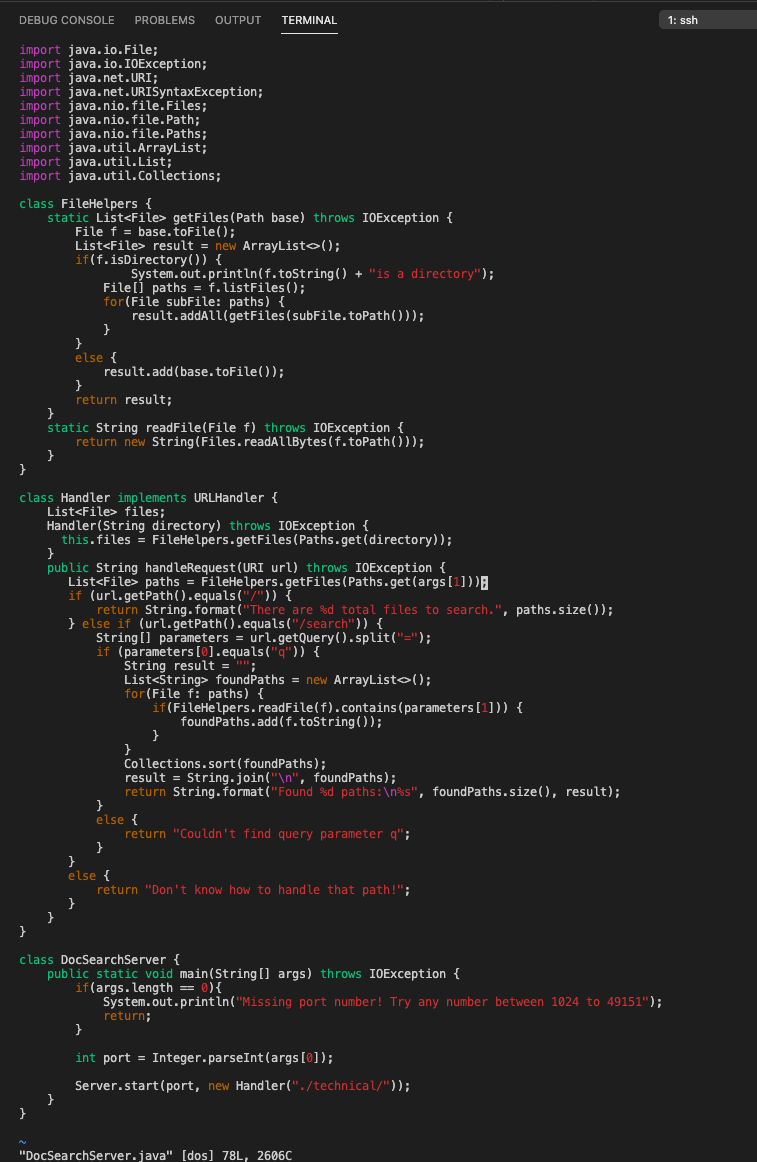 DEBUG CONSOLE PROBLEMS OUTPUT TERMINAL 1: ssh
import java.io.File;
import java.io.IOException;
import java.net.URI;
import java.net.URISyntaxException;
import java.nio.file.Files;
import java.nio.file.Path;
import java.nio.file.Paths;
import java.util.ArrayList;
import java.util.List;
import java.util.Collections;

class FileHelpers {
    static List<File> getFiles(Path base) throws IOException {
        File f = base.toFile();
        List<File> result = new ArrayList<>();
        if(f.isDirectory()) {
                System.out.println(f.toString() + "is a directory");
            File[] paths = f.listFiles();
            for(File subFile: paths) {
                result.addAll(getFiles(subFile.toPath()));
            }
        }
        else {
            result.add(base.toFile());
        }
        return result;
    }
    static String readFile(File f) throws IOException {
        return new String(Files.readAllBytes(f.toPath()));
    }
}

class Handler implements URLHandler {
    List<File> files;
    Handler(String directory) throws IOException {
      this.files = FileHelpers.getFiles(Paths.get(directory));
    }
    public String handleRequest(URI url) throws IOException {
       List<File> paths = FileHelpers.getFiles(Paths.get(args[1]));
       if (url.getPath().equals("/")) {
           return String.format("There are %d total files to search.", paths.size());
       } else if (url.getPath().equals("/search")) {
           String[] parameters = url.getQuery().split("=");
           if (parameters[0].equals("q")) {
               String result = "";
               List<String> foundPaths = new ArrayList<>();
               for(File f: paths) {
                   if(FileHelpers.readFile(f).contains(parameters[1])) {
                       foundPaths.add(f.toString());
                   }
               }
               Collections.sort(foundPaths);
               result = String.join("\n", foundPaths);
               return String.format("Found %d paths:\n%s", foundPaths.size(), result);
           }
           else {
               return "Couldn't find query parameter q";
           }
       }
       else {
           return "Don't know how to handle that path!";
       }
    }
}

class DocSearchServer {
    public static void main(String[] args) throws IOException {
        if(args.length == 0){
            System.out.println("Missing port number! Try any number between 1024 to 49151");
            return;
        }

        int port = Integer.parseInt(args[0]);

        Server.start(port, new Handler("./technical/"));
    }
}

~
"DocSearchServer.java" [dos] 78L, 2606C